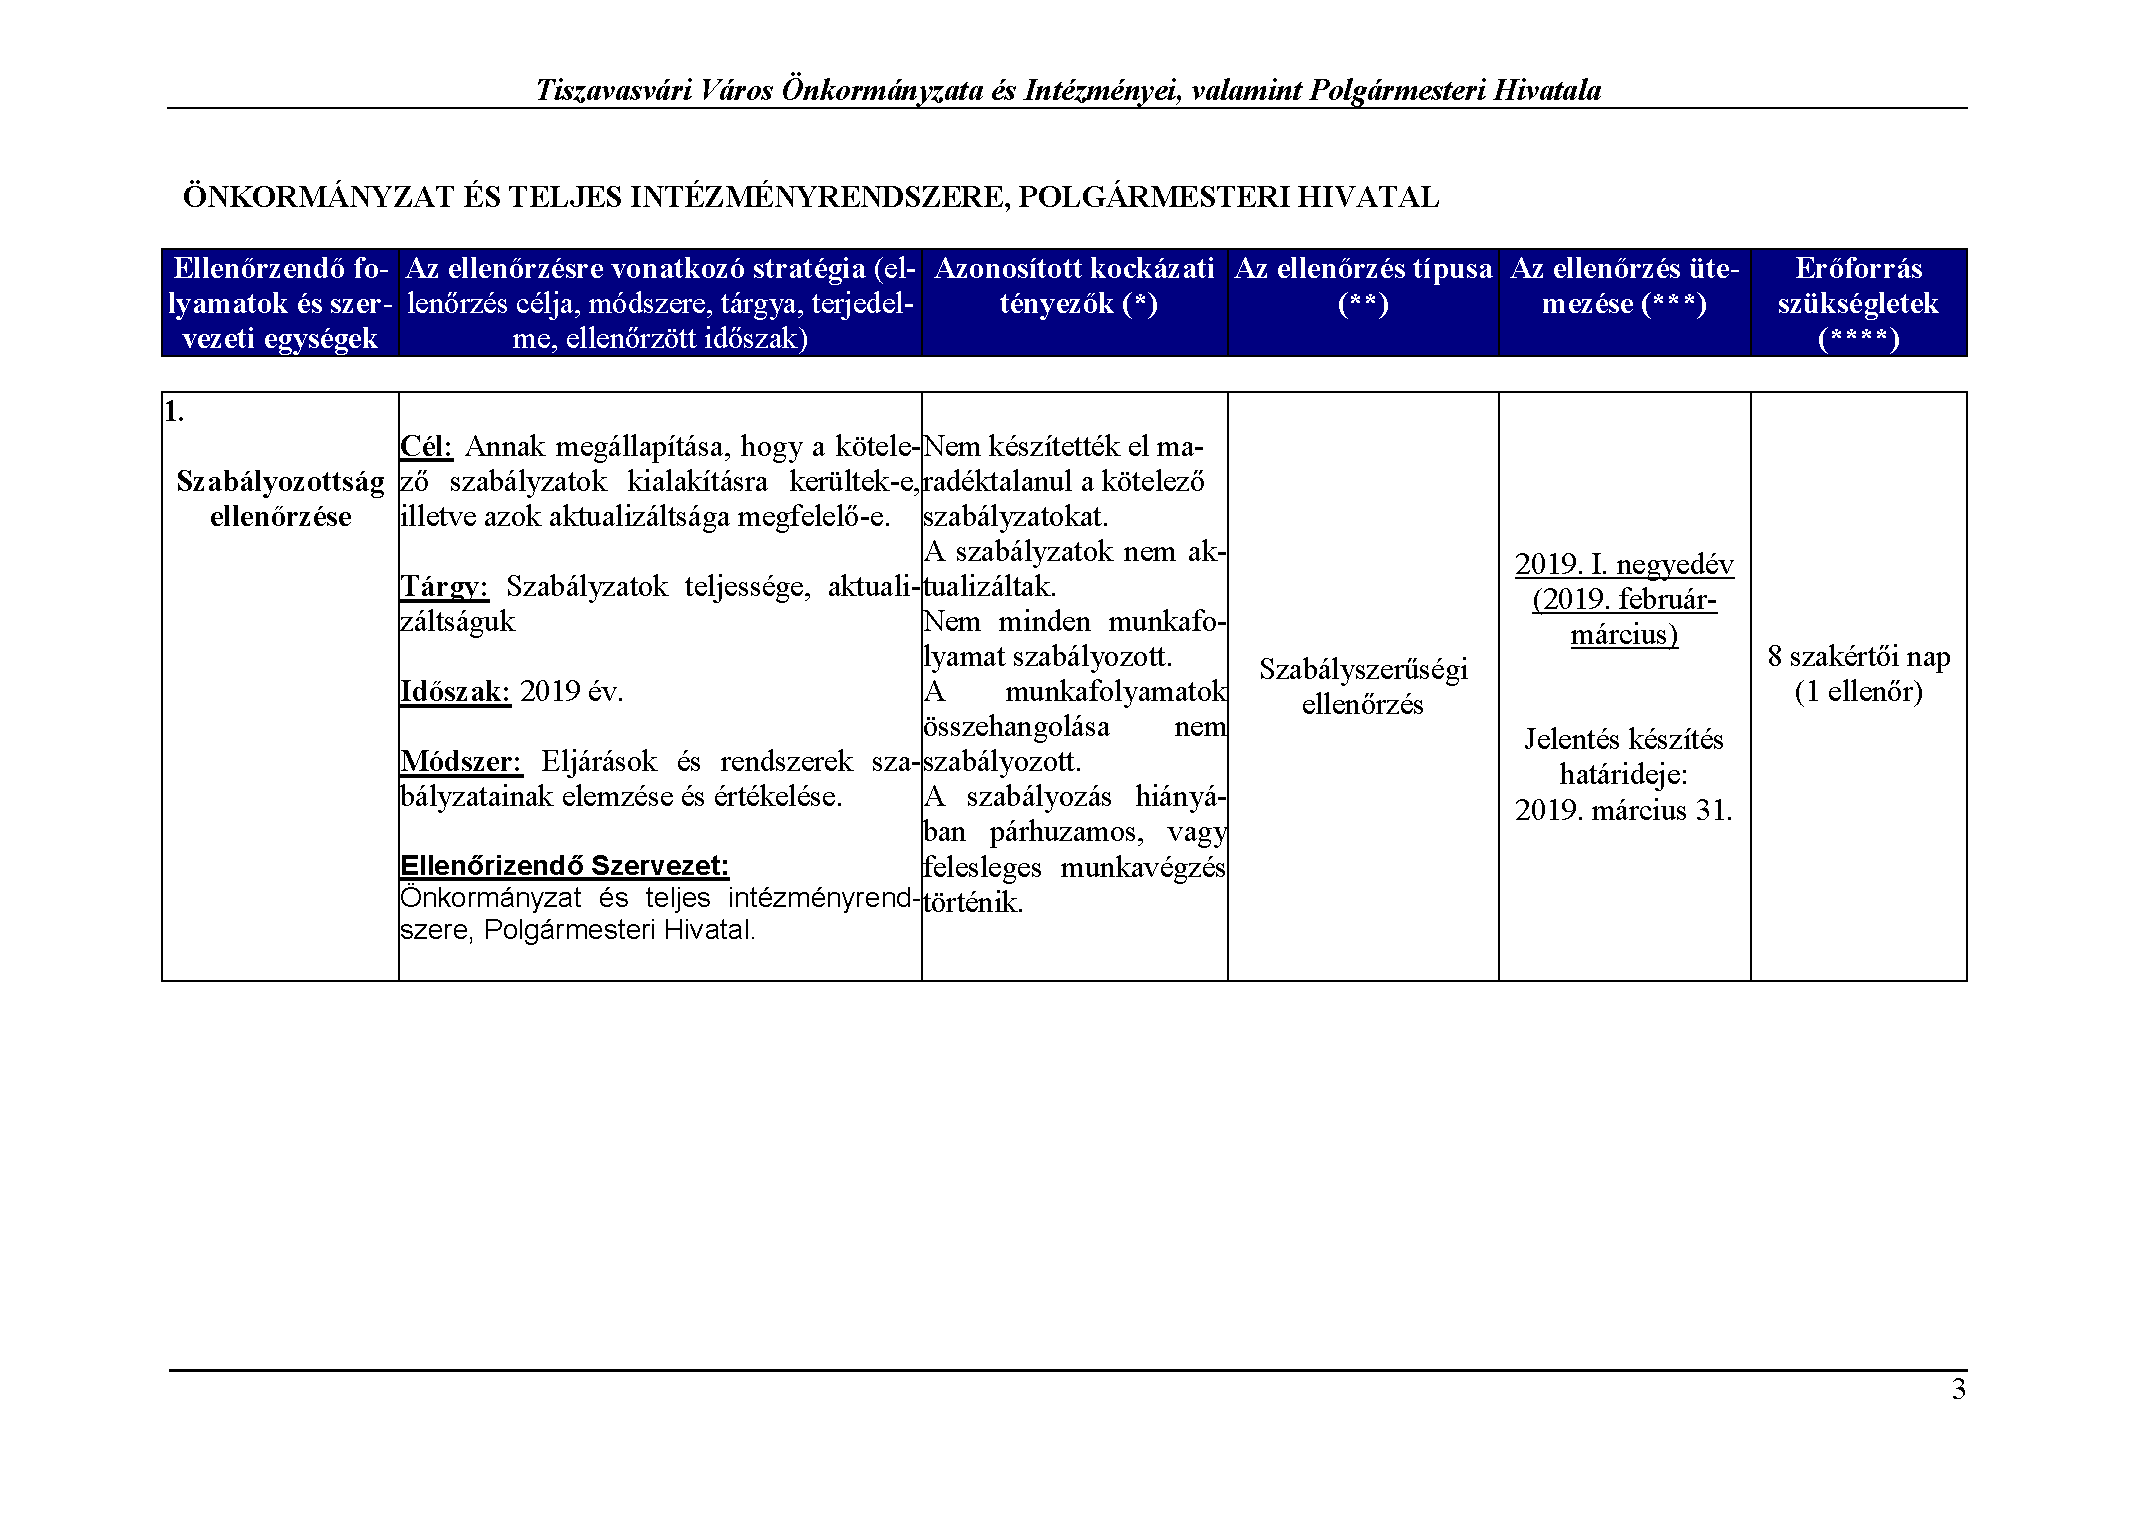 Tiszavasvári Város Önkormányzata és Intézményei, valamint Polgármesteri Hivatala
ÖNKORMÁNYZAT ÉS TELJES INTÉZMÉNYRENDSZERE, POLGÁRMESTERI HIVATAL
Ellenőrzendő fo-
lyamatok és szer-
vezeti egységek
Az ellenőrzésre vonatkozó stratégia (el-
lenőrzés célja, módszere, tárgya, terjedel-
me, ellenőrzött időszak)
Azonosított kockázati
tényezők (*)
Az ellenőrzés típusa
(**)
Az ellenőrzés üte-
mezése (***)
Erőforrás
szükségletek
(****)
1.
Szabályozottság
ellenőrzése
Cél: Annak megállapítása, hogy a kötele-
ző szabályzatok kialakításra kerültek-e,
illetve azok aktualizáltsága megfelelő-e.
Tárgy: Szabályzatok teljessége, aktuali-
záltságuk
Időszak: 2019 év.
Módszer: Eljárások és rendszerek sza-
bályzatainak elemzése és értékelése.
Ellenőrizendő Szervezet:
Önkormányzat és teljes intézményrend-
szere, Polgármesteri Hivatal.
Nem készítették el ma-
radéktalanul a kötelező
szabályzatokat.
A szabályzatok nem ak-
tualizáltak.
Nem minden munkafo-
lyamat szabályozott.
A munkafolyamatok
összehangolása nem
szabályozott.
A szabályozás hiányá-
ban párhuzamos, vagy
felesleges munkavégzés
történik.
Szabályszerűségi
ellenőrzés
2019. I. negyedév
(2019. február-
március)
Jelentés készítés
határideje:
2019. március 31.
8 szakértői nap
(1 ellenőr)
3